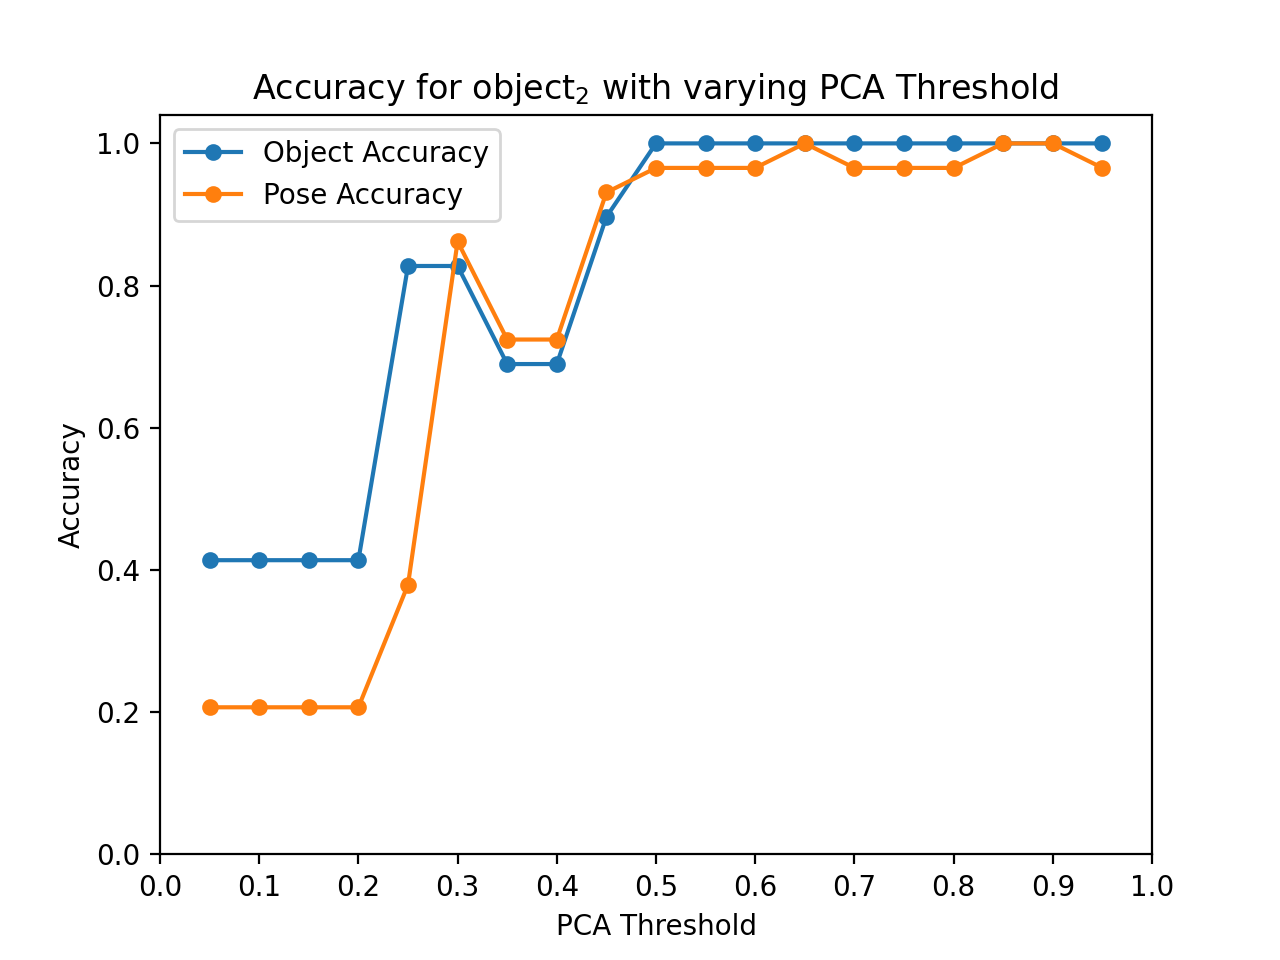 Accuracy for object₂ with varying PCA Threshold
Object Accuracy
Pose Accuracy
1.0
0.8
0.6
0.4
0.2
0.0
Accuracy
0.0 0.1 0.2 0.3 0.4 0.5 0.6 0.7 0.8 0.9 1.0
PCA Threshold